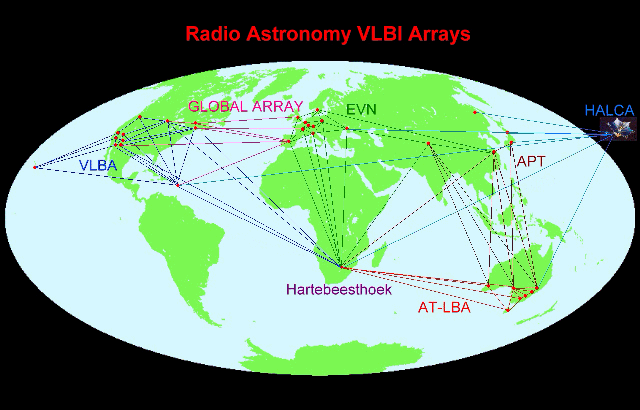 Radio Astronomy VLBI Arrays
GLOBAL ARRAY
EVN
HALCA
VLBA
APT
Hartebeesthoek
AT-LBA